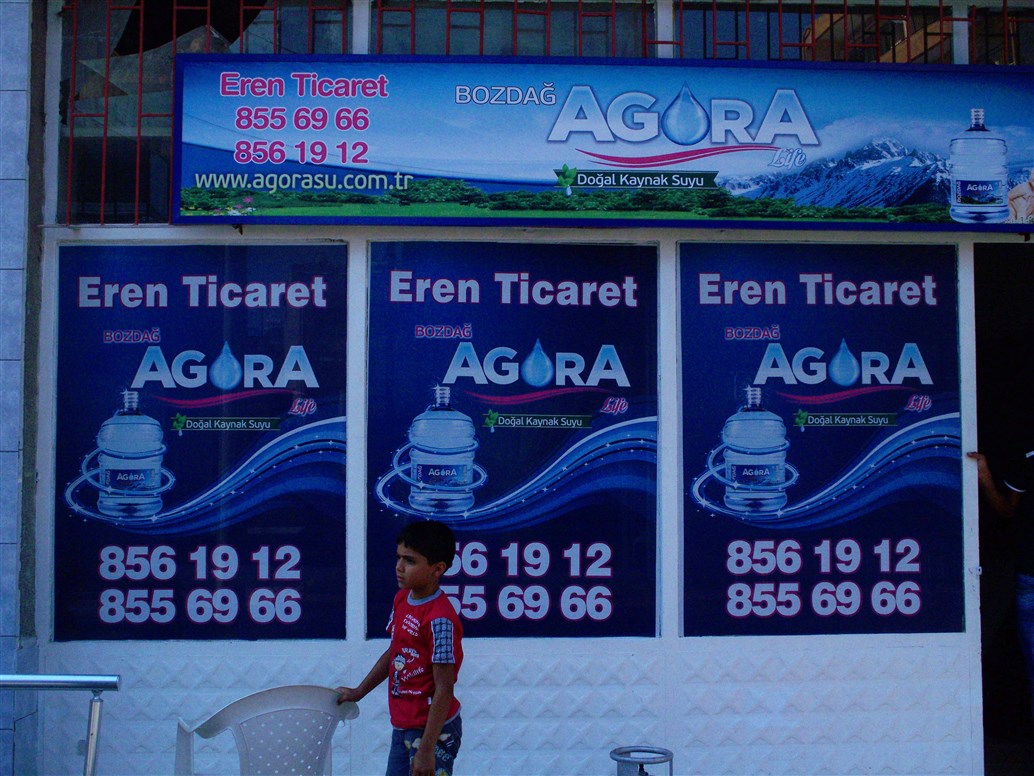 Eren Ticaret
855 69 66
856 19 12
www.agorasu.com.tr
BOZDAĞ AGORA
Life
Doğal Kaynak Suyu
AGORA
Eren Ticaret
BOZDAĞ
AGORA
Life
Doğal Kaynak Suyu
AGORA
856 19 12
855 69 66
Eren Ticaret
BOZDAĞ
AGORA
Life
Doğal Kaynak Suyu
AGORA
56 19 12
55 69 66
Eren Ticaret
BOZDAĞ
AGORA
Life
Doğal Kaynak Suyu
AGORA
856 19 12
855 69 66